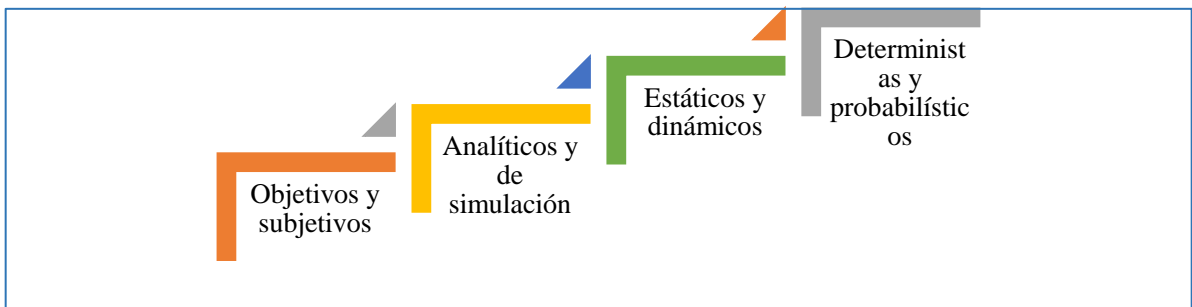 Objetivos y
subjetivos
Analíticos y
de
simulación
Estáticos y
dinámicos
Determinist
as y
probabilístic
os